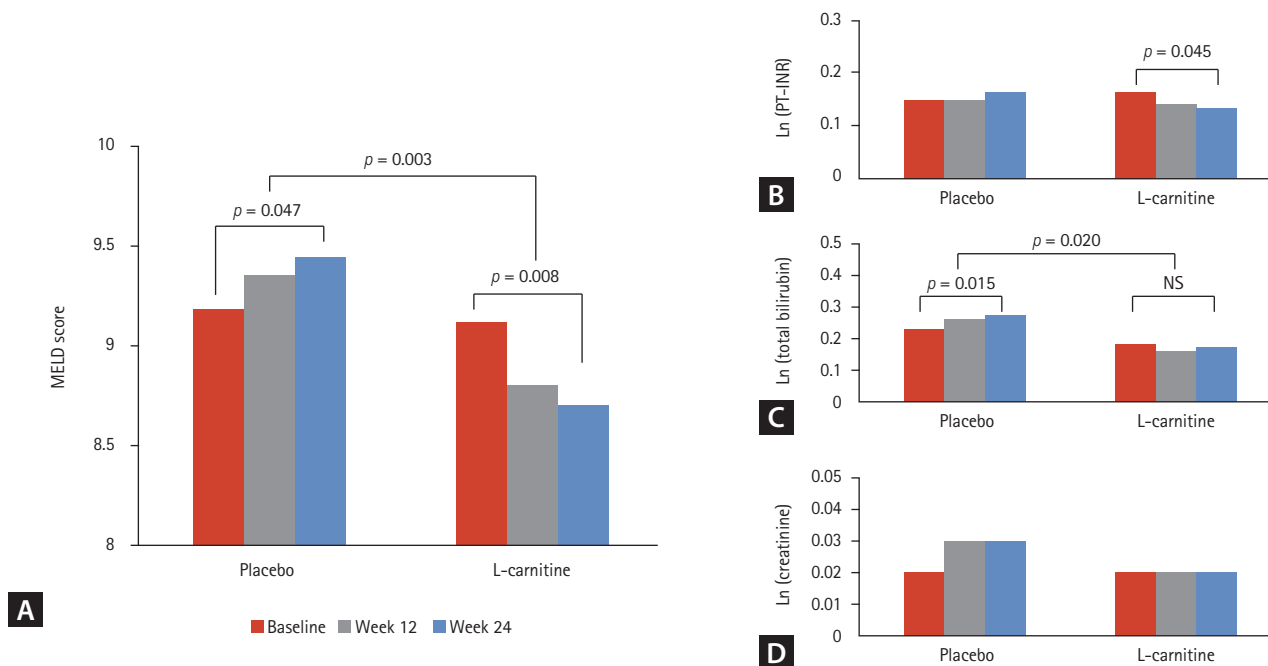 10
9.5
9
8.5
8
MELD score
p = 0.003
p = 0.047
p = 0.008
Placebo
L-carnitine
A
Baseline Week 12 Week 24
0.3
0.2
0.1
0
Ln (PT-INR)
p = 0.045
Placebo
L-carnitine
B
0.5
0.4
0.3
0.2
0.1
0
Ln (total bilirubin)
p = 0.020
p = 0.015
NS
Placebo
L-carnitine
C
0.05
0.04
0.03
0.02
0.01
0
Ln (creatinine)
Placebo
L-carnitine
D